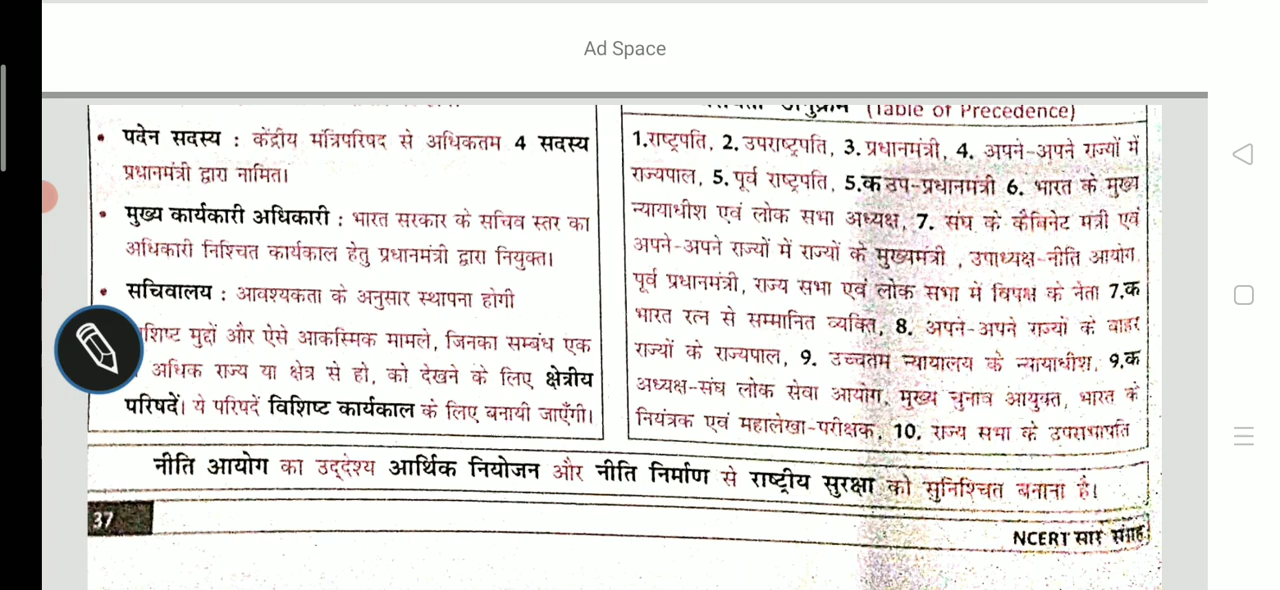 Ad Space
• पदेन सदस्य : केंद्रीय मंत्रिपरिषद से अधिकतम 4 सदस्य
प्रधानमंत्री द्वारा नामित।
• मुख्य कार्यकारी अधिकारी : भारत सरकार के सचिव स्तर का
अधिकारी निश्चित कार्यकाल हेतु प्रधानमंत्री द्वारा नियुक्त।
• सचिवालय : आवश्यकता के अनुसार स्थापना होगी
मुद्दों और ऐसे आकस्मिक मामले, जिनका सम्बंध एक
अधिक राज्य या क्षेत्र से हो, को देखने के लिए क्षेत्रीय
परिषदें। ये परिषदें विशिष्ट कार्यकाल के लिए बनायी जाएँगी।
अनुक्रम (Table of Precedence)
1.राष्ट्रपति, 2. उपराष्ट्रपति, 3. प्रधानमंत्री, 4. अपने-अपने राज्यों में
राज्यपाल, 5. पूर्व राष्ट्रपति, 5.क उप-प्रधानमंत्री 6. भारत के मुख्य
न्यायाधीश एवं लोक सभा अध्यक्ष, 7. संघ के कैबिनेट मंत्री एवं
अपने-अपने राज्यों में राज्यों के मुख्यमंत्री , उपाध्यक्ष-नीति आयोग,
पूर्व प्रधानमंत्री, राज्य सभा एवं लोक सभा में विपक्ष के नेता 7.क
भारत रत्न से सम्मानित व्यक्ति, 8. अपने-अपने राज्यों के बाहर
राज्यों के राज्यपाल, 9. उच्चतम न्यायालय के न्यायाधीश, 9.क
अध्यक्ष-संघ लोक सेवा आयोग, मुख्य चुनाव आयुक्त, भारत के
नियंत्रक एवं महालेखा-परीक्षक, 10. राज्य सभा के उपसभापति
नीति आयोग का उद्देश्य आर्थिक नियोजन और नीति निर्माण से राष्ट्रीय सुरक्षा को सुनिश्चित बनाना है।
37
NCERT सार संग्रह